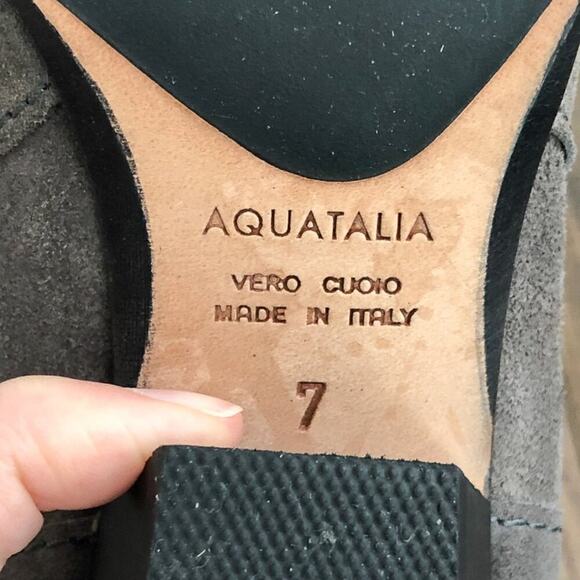 AQUATALIA
VERO CUOIO
MADE IN ITALY
7